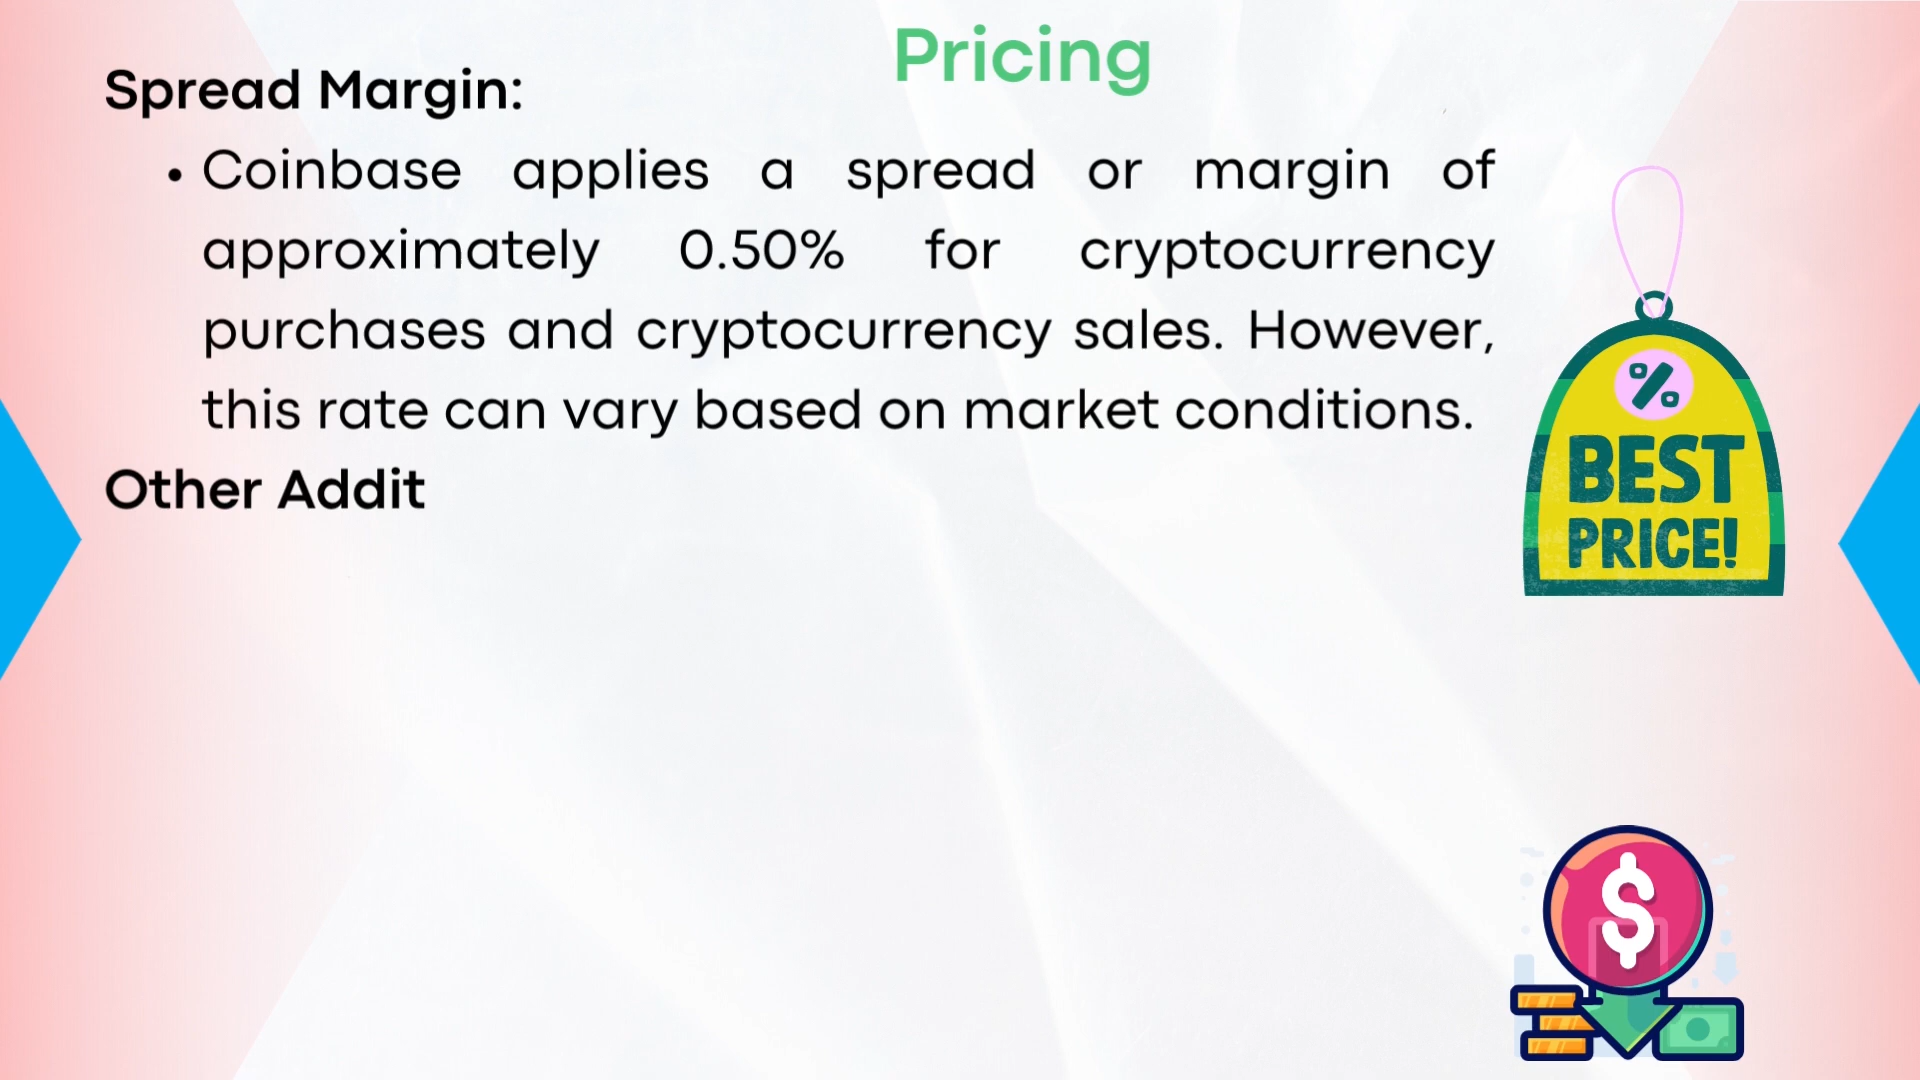 Pricing
Spread Margin:
• Coinbase applies a spread or margin of
approximately 0.50% for cryptocurrency
purchases and cryptocurrency sales. However,
this rate can vary based on market conditions.
Other Addit
%
BEST
PRICE!
$